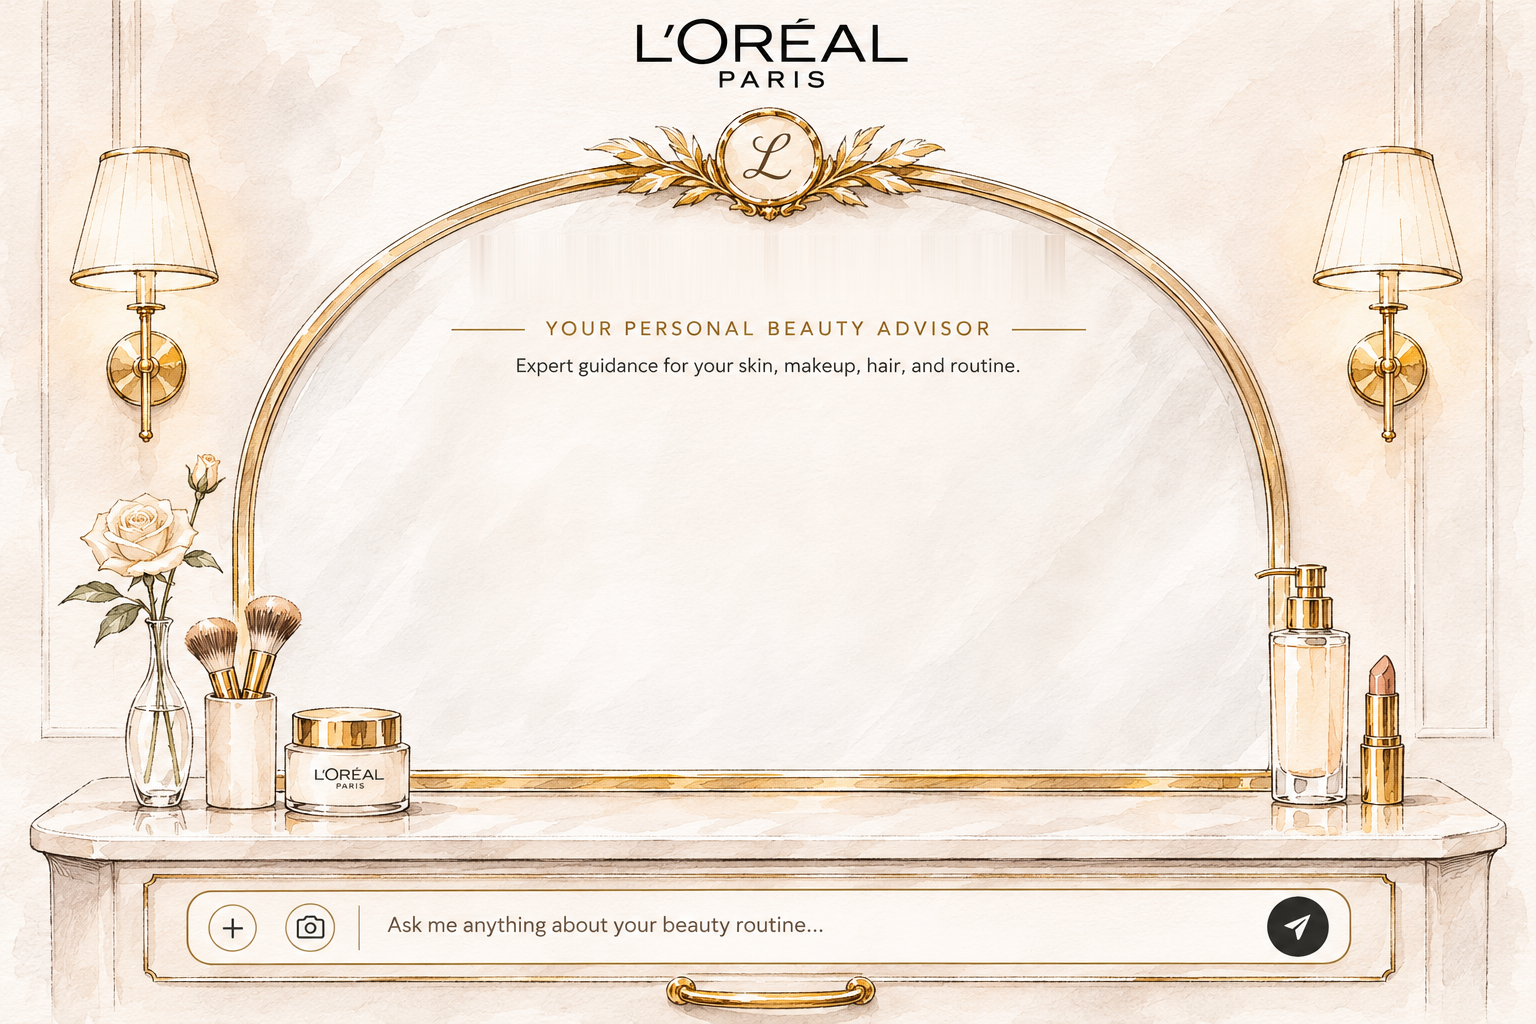 L'ORÉAL
PARIS
L
YOUR PERSONAL BEAUTY ADVISOR
Expert guidance for your skin, makeup, hair, and routine.
L'ORÉAL
PARIS
Ask me anything about your beauty routine...